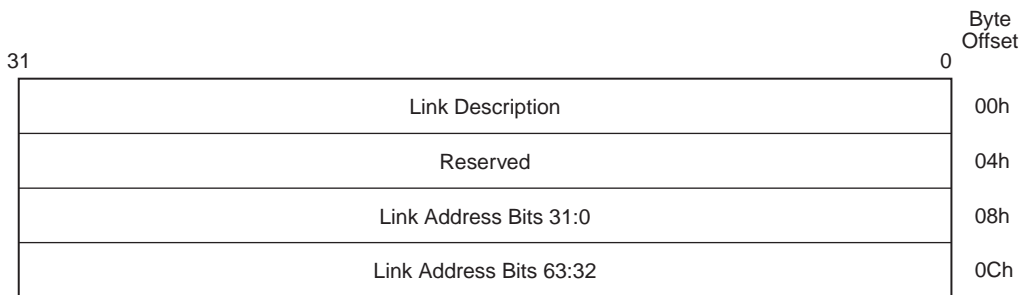 Byte
Offset
31 0
Link Description 00h
Reserved 04h
Link Address Bits 31:0 08h
Link Address Bits 63:32 0Ch